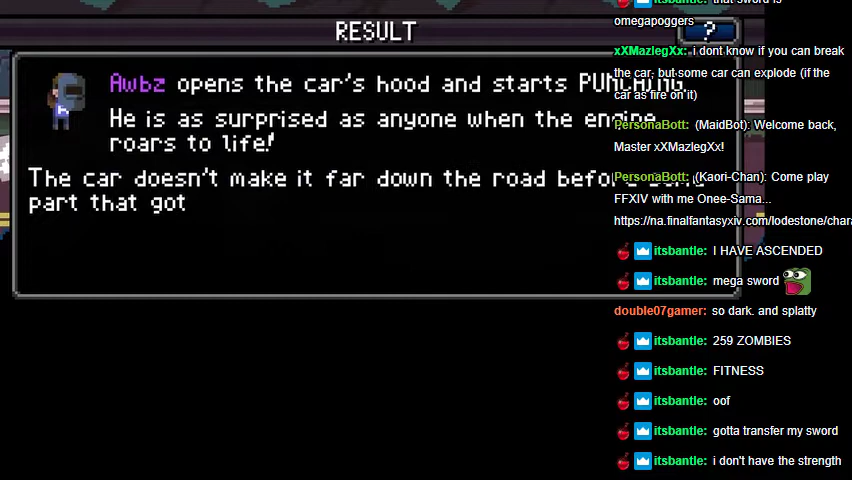 RESULT
?
Awbz opens the car's hood and starts PUNCHING.
He is as surprised as anyone when the engine
roars to life!
The car doesn't make it far down the road before some
part that got
that sword is
omegapoggers
xXMazlegXx: i dont know if you can break
the car, but some car can explode (if the
car as fire on it)
PersonaBott: (MaidBot): Welcome back,
Master xXMazlegXx!
PersonaBott: (Kaori-Chan): Come play
FFXIV with me Onee-Sama...
https://na.finalfantasyxiv.com/lodestone/chara
itsbantle: I HAVE ASCENDED
itsbantle: mega sword
double07gamer: so dark. and splatty
itsbantle: 259 ZOMBIES
itsbantle: FITNESS
itsbantle: oof
itsbantle: gotta transfer my sword
itsbantle: i don't have the strength